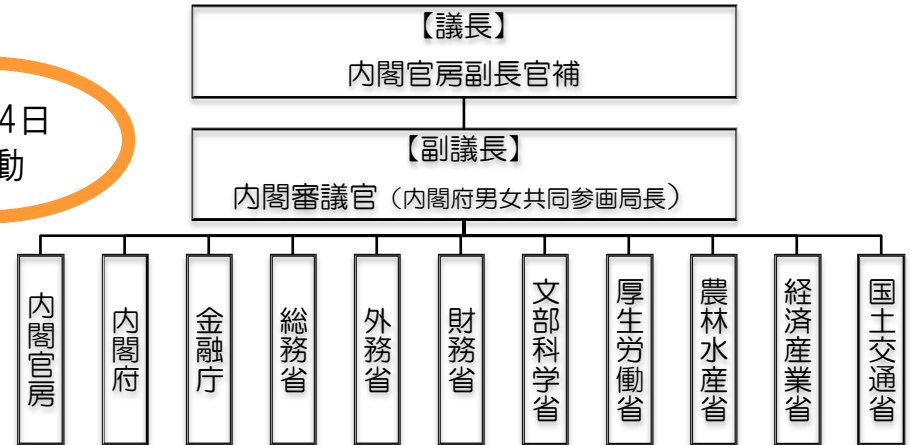 【議長】
内閣官房副長官補
4日
動
【副議長】
内閣審議官（内閣府男女共同参画局長）
内閣官房
内閣府
金融庁
総務省
外務省
財務省
文部科学省
厚生労働省
農林水産省
経済産業省
国土交通省